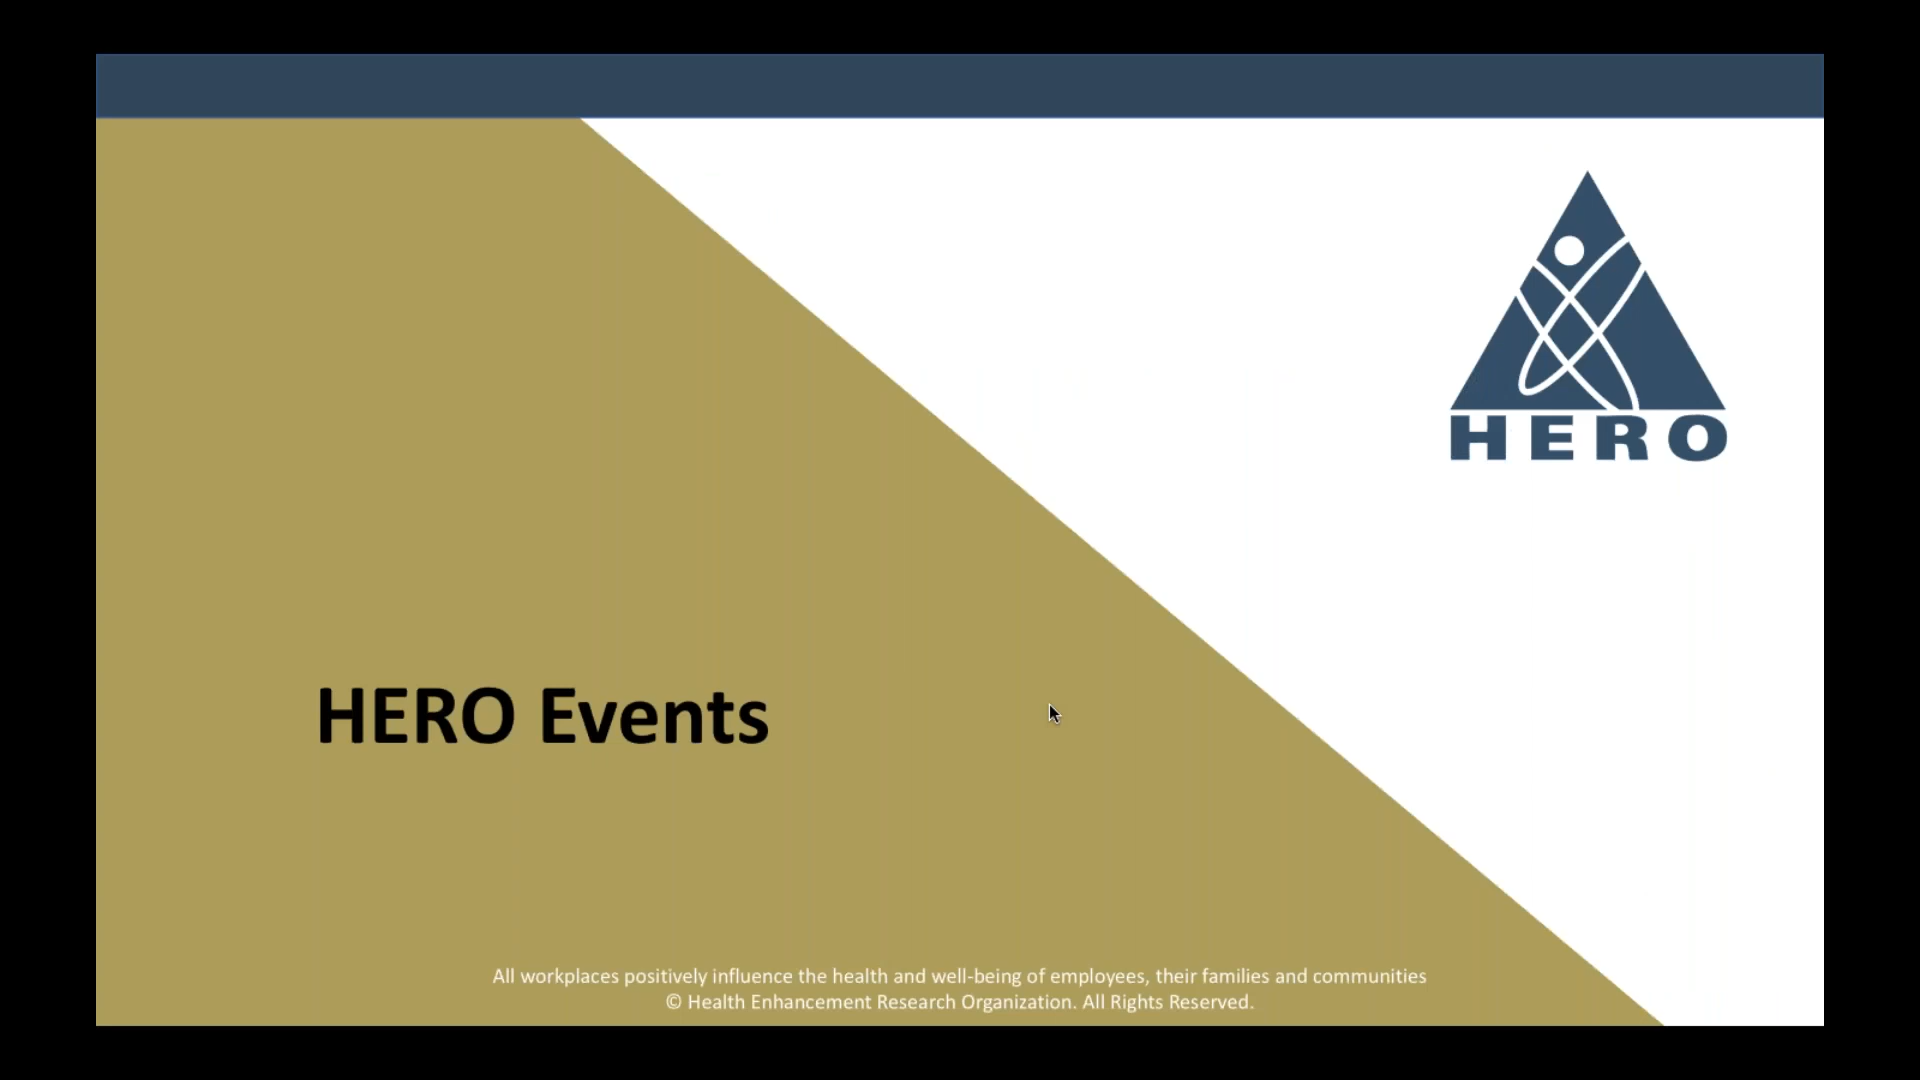 HERO
HERO Events
All workplaces positively influence the health and well-being of employees, their families and communities
© Health Enhancement Research Organization. All Rights Reserved.